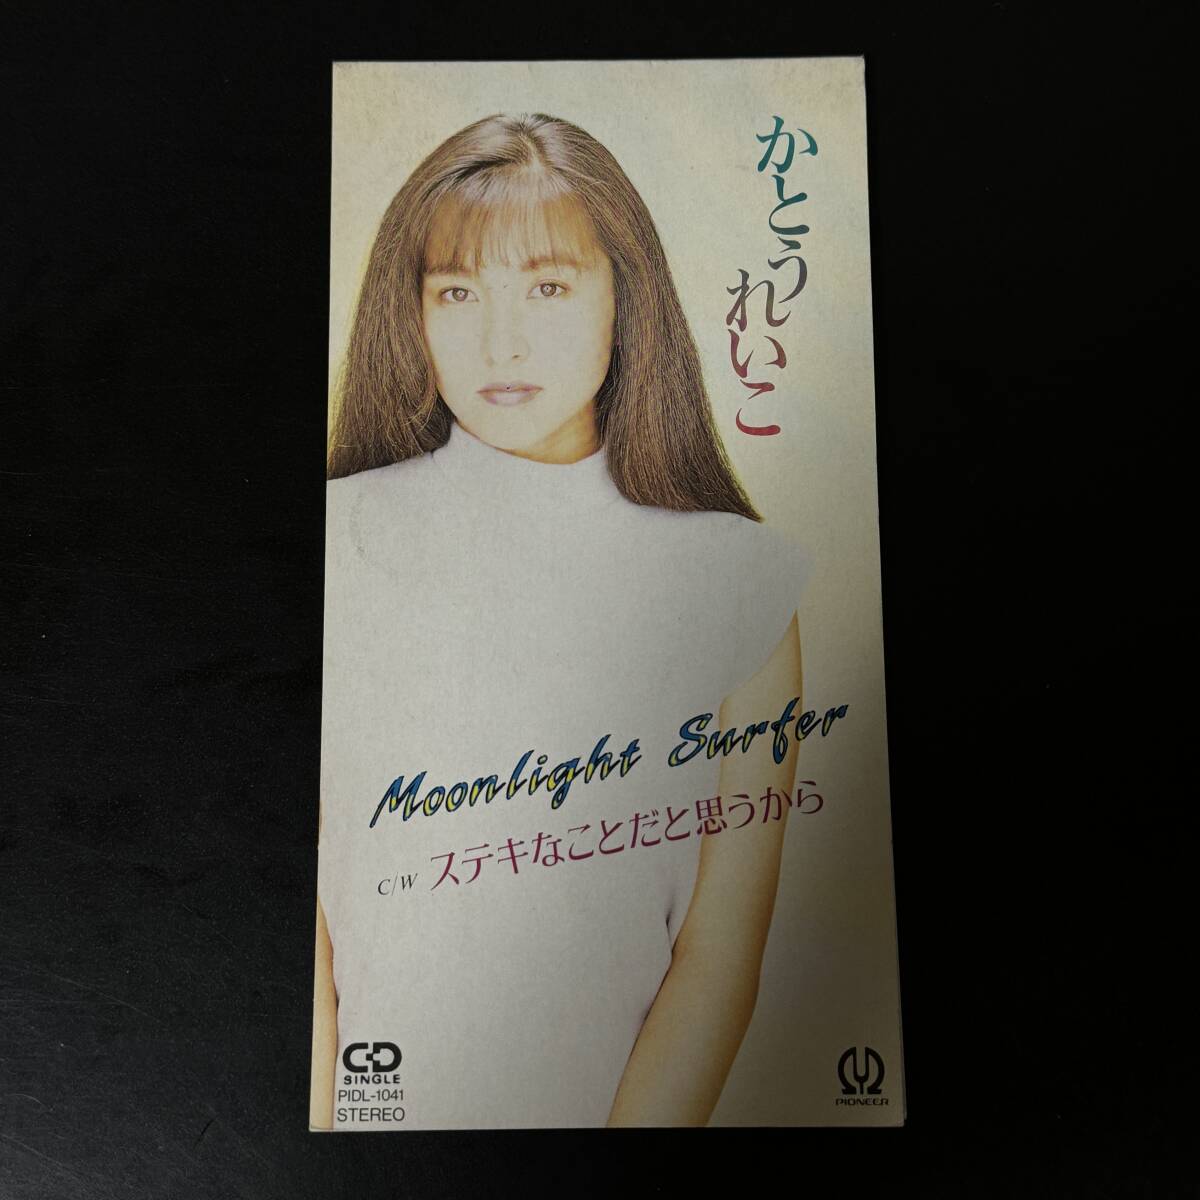 かとうれいこ
Moonlight Surfer
C/W ステキなことだと思うから
CD
SINGLE
PIDL-1041
STEREO
PIONEER